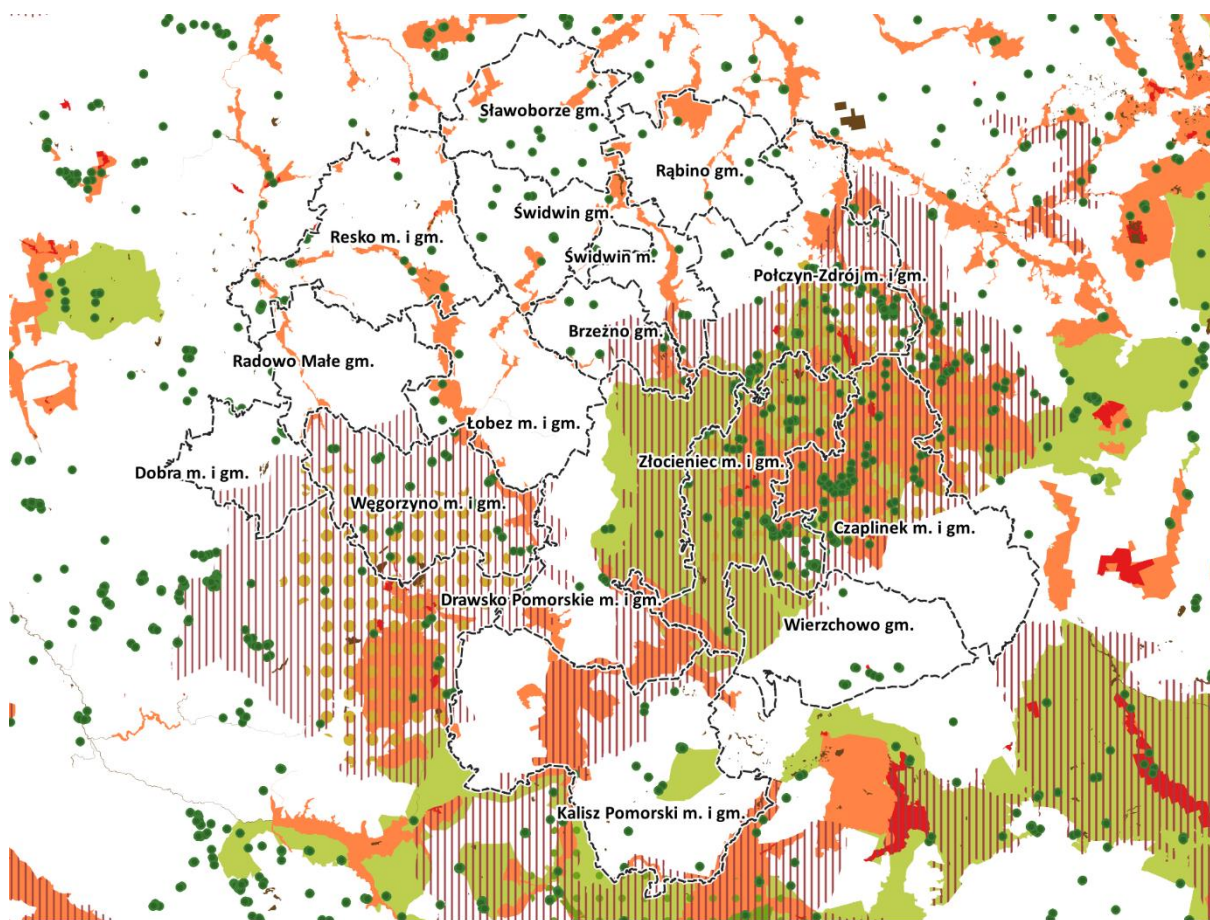 Sławoborze gm.
Rąbino gm.
Świdwin gm.
Resko m. i gm.
Świdwin m.
Połczyn-Zdrój m. i gm.
Brzeżno gm.
Radowo Małe gm.
Łobez m. i gm.
Złocieniec m. i gm.
Dobra m. i gm.
Węgorzyno m. i gm.
Czaplinek m. i gm.
Drawsko Pomorskie m. i gm.
Wierzchowo gm.
Kalisz Pomorski m. i gm.